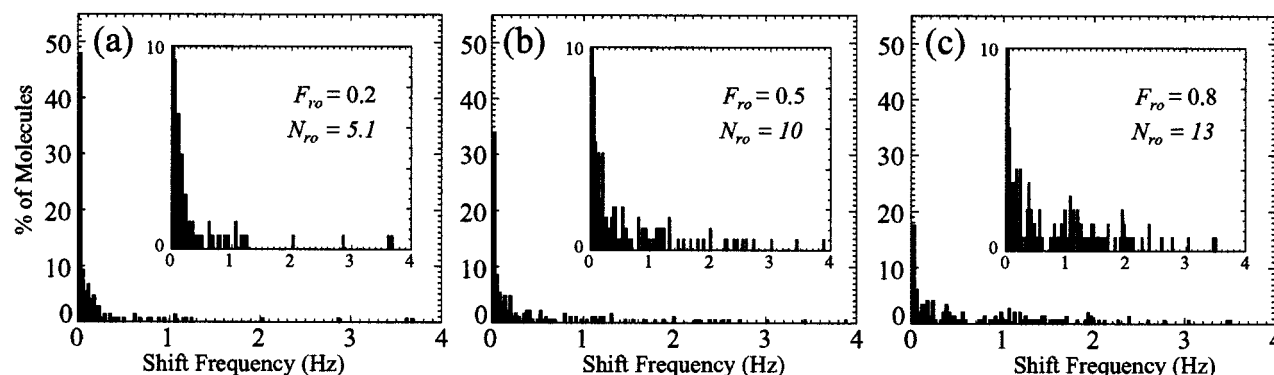 (a)
50
40
30
20
10
0
% of Molecules
10
0
F_ro = 0.2
N_ro = 5.1
0 1 2 3 4
0 1 2 3 4
Shift Frequency (Hz)
(b)
50
40
30
20
10
0
10
0
F_ro = 0.5
N_ro = 10
0 1 2 3 4
0 1 2 3 4
Shift Frequency (Hz)
(c)
50
40
30
20
10
0
10
0
F_ro = 0.8
N_ro = 13
0 1 2 3 4
0 1 2 3 4
Shift Frequency (Hz)